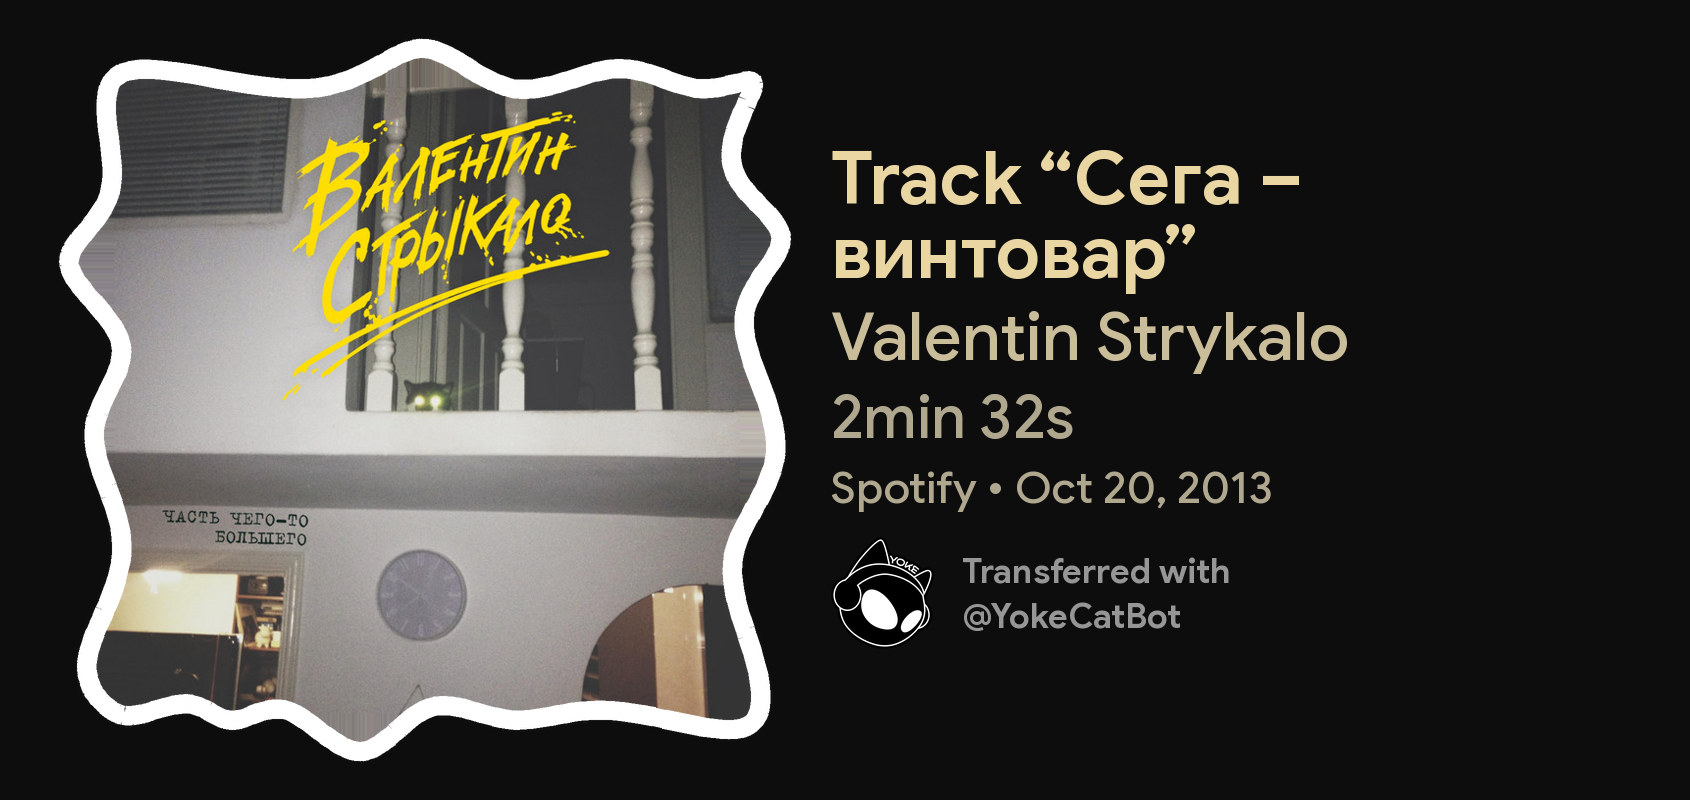 ВАЛЕНТИН
СТРЫКАЛО
ЧАСТЬ ЧЕГО-ТО
БОЛЬШЕГО
Track “Сега –
винтовар”
Valentin Strykalo
2min 32s
Spotify • Oct 20, 2013
YOKE
Transferred with
@YokeCatBot